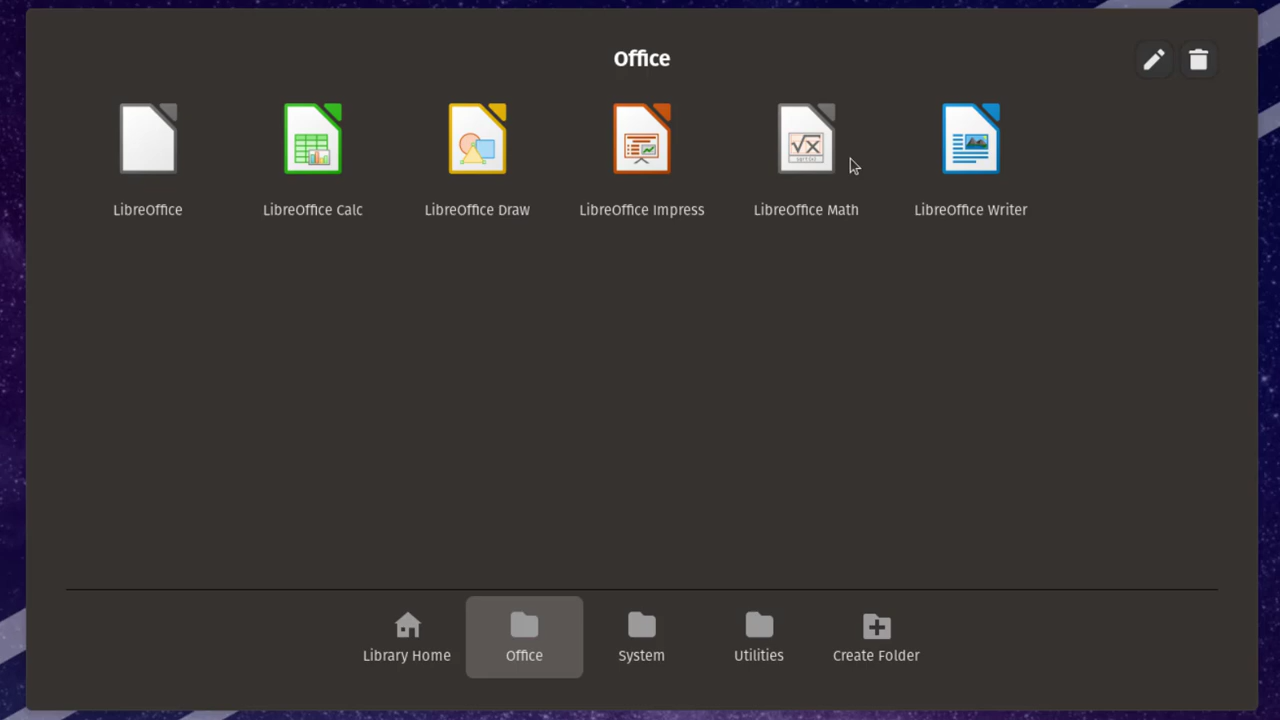 Office
LibreOffice
LibreOffice Calc
LibreOffice Draw
LibreOffice Impress
LibreOffice Math
LibreOffice Writer
Library Home
Office
System
Utilities
Create Folder